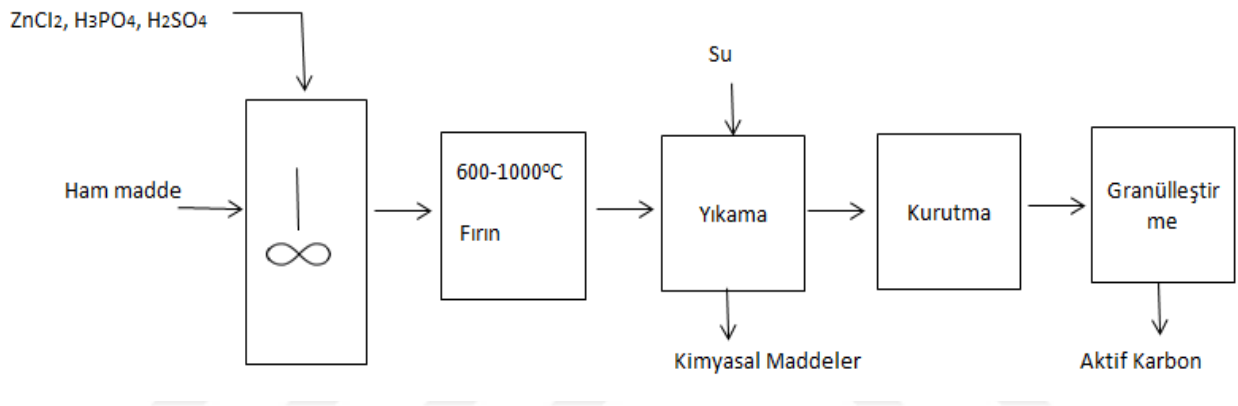 ZnCl2, H3PO4, H2SO4
Su
Ham madde
600-1000ºC
Fırın
Yıkama
Kurutma
Granülleştir
me
Kimyasal Maddeler
Aktif Karbon